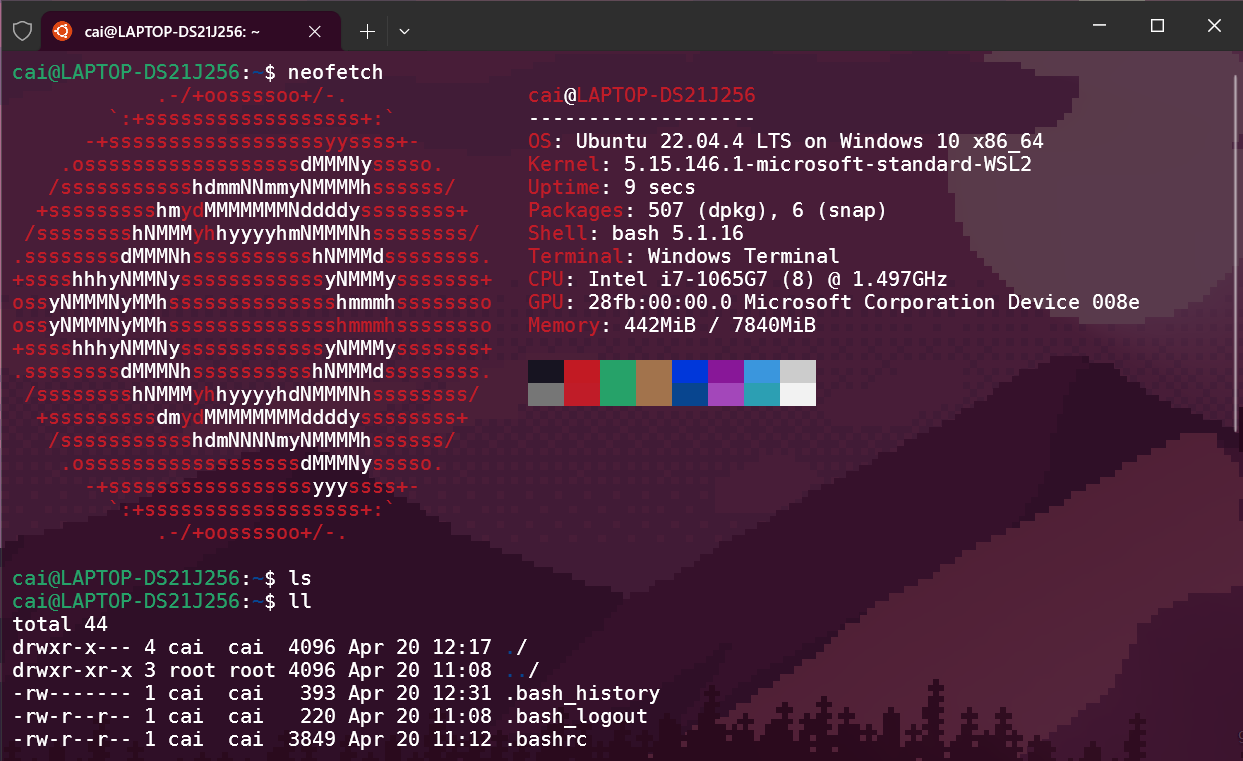 cai@LAPTOP-DS21J256: ~
cai@LAPTOP-DS21J256:~$ neofetch
            .-/+oossssoo+/-.               cai@LAPTOP-DS21J256
        `:+ssssssssssssssssss+:`           -------------------
      -+ssssssssssssssssssyyssss+-         OS: Ubuntu 22.04.4 LTS on Windows 10 x86_64
    .ossssssssssssssssssdMMMNysssso.       Kernel: 5.15.146.1-microsoft-standard-WSL2
   /ssssssssssshdmmNNmmyNMMMMhssssss/      Uptime: 9 secs
  +ssssssssshmydMMMMMMMNddddyssssssss+     Packages: 507 (dpkg), 6 (snap)
 /sssssssshNMMMyhhyyyyhmNMMMNhssssssss/    Shell: bash 5.1.16
.ssssssssdMMMNhsssssssssshNMMMdssssssss.   Terminal: Windows Terminal
+sssshhhyNMMNyssssssssssssyNMMMysssssss+   CPU: Intel i7-1065G7 (8) @ 1.497GHz
ossyNMMMNyMMhsssssssssssssshmmmhssssssso   GPU: 28fb:00:00.0 Microsoft Corporation Device 008e
ossyNMMMNyMMhsssssssssssssshmmmhssssssso   Memory: 442MiB / 7840MiB
+sssshhhyNMMNyssssssssssssyNMMMysssssss+
.ssssssssdMMMNhsssssssssshNMMMdssssssss.
 /sssssssshNMMMyhhyyyyhdNMMMNhssssssss/
  +sssssssssdmydMMMMMMMMddddyssssssss+
   /ssssssssssshdmNNNNmyNMMMMhssssss/
    .ossssssssssssssssssdMMMNysssso.
      -+sssssssssssssssssyyyssss+-
        `:+ssssssssssssssssss+:`
            .-/+oossssoo+/-.
cai@LAPTOP-DS21J256:~$ ls
cai@LAPTOP-DS21J256:~$ ll
total 44
drwxr-x--- 4 cai  cai  4096 Apr 20 12:17 ./
drwxr-xr-x 3 root root 4096 Apr 20 11:08 ../
-rw------- 1 cai  cai   393 Apr 20 12:31 .bash_history
-rw-r--r-- 1 cai  cai   220 Apr 20 11:08 .bash_logout
-rw-r--r-- 1 cai  cai  3849 Apr 20 11:12 .bashrc